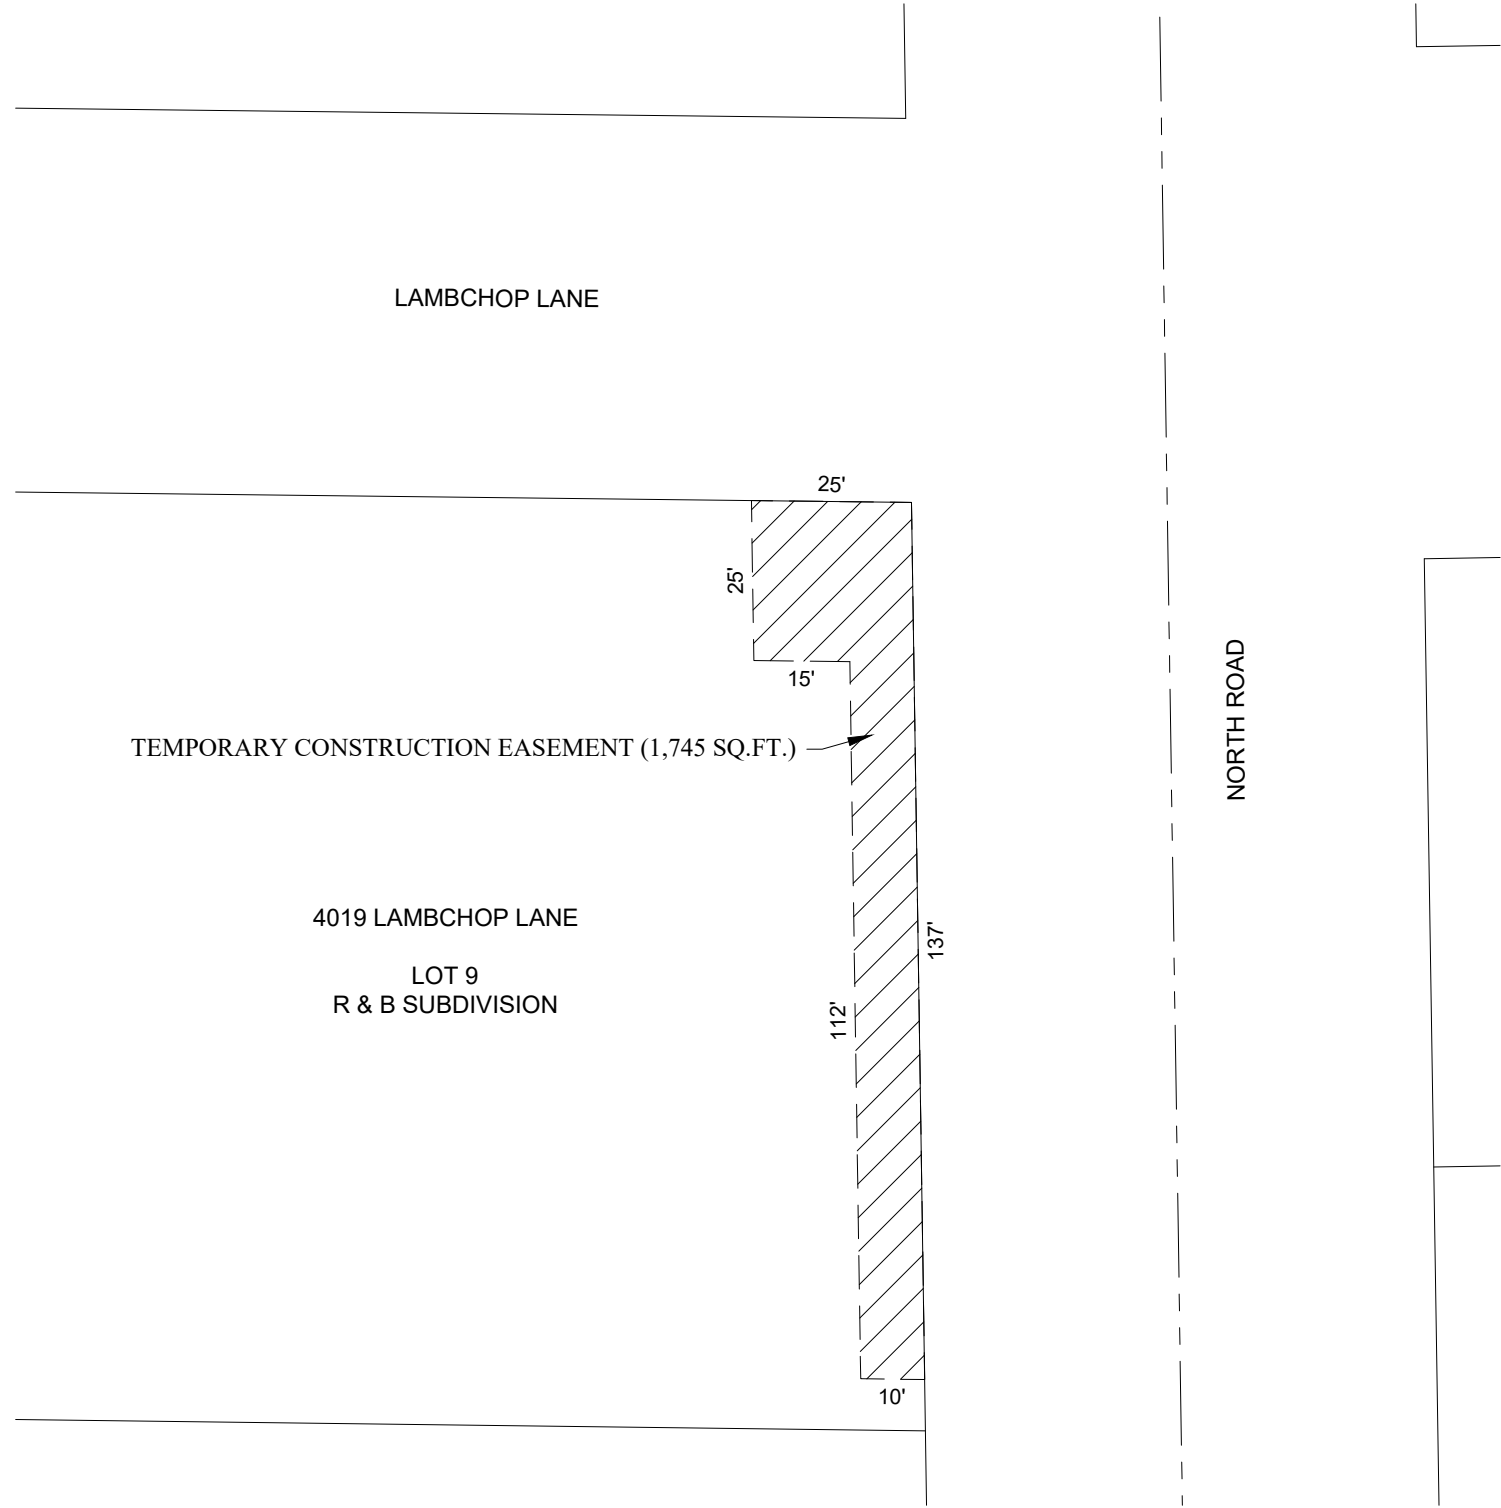 LAMBCHOP LANE
25'
25'
15'
NORTH ROAD
TEMPORARY CONSTRUCTION EASEMENT (1,745 SQ.FT.)
4019 LAMBCHOP LANE
137'
LOT 9
R & B SUBDIVISION
112'
10'